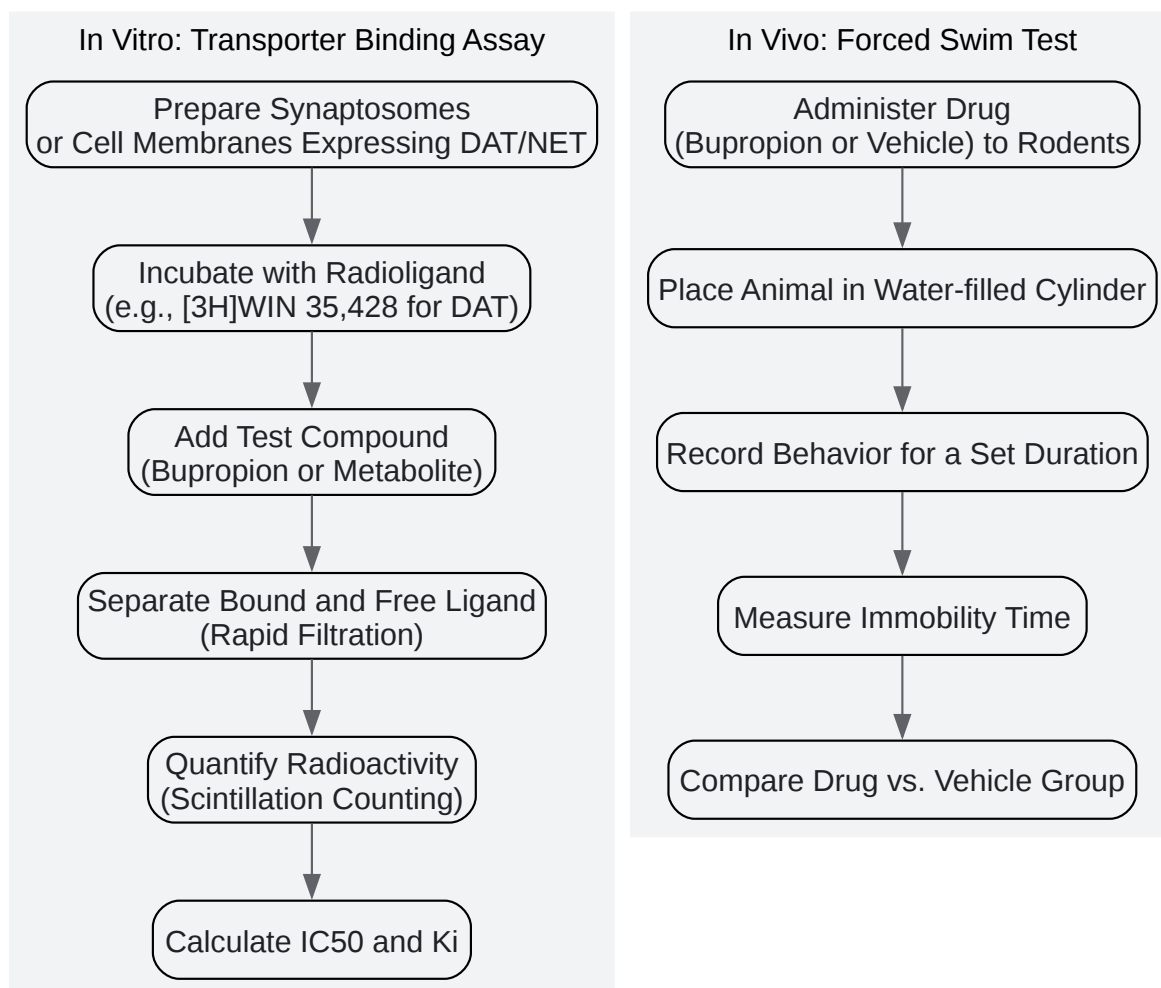 In Vitro: Transporter Binding Assay
Prepare Synaptosomes
or Cell Membranes Expressing DAT/NET
Incubate with Radioligand
(e.g., [3H]WIN 35,428 for DAT)
Add Test Compound
(Bupropion or Metabolite)
Separate Bound and Free Ligand
(Rapid Filtration)
Quantify Radioactivity
(Scintillation Counting)
Calculate IC50 and Ki
In Vivo: Forced Swim Test
Administer Drug
(Bupropion or Vehicle) to Rodents
Place Animal in Water-filled Cylinder
Record Behavior for a Set Duration
Measure Immobility Time
Compare Drug vs. Vehicle Group